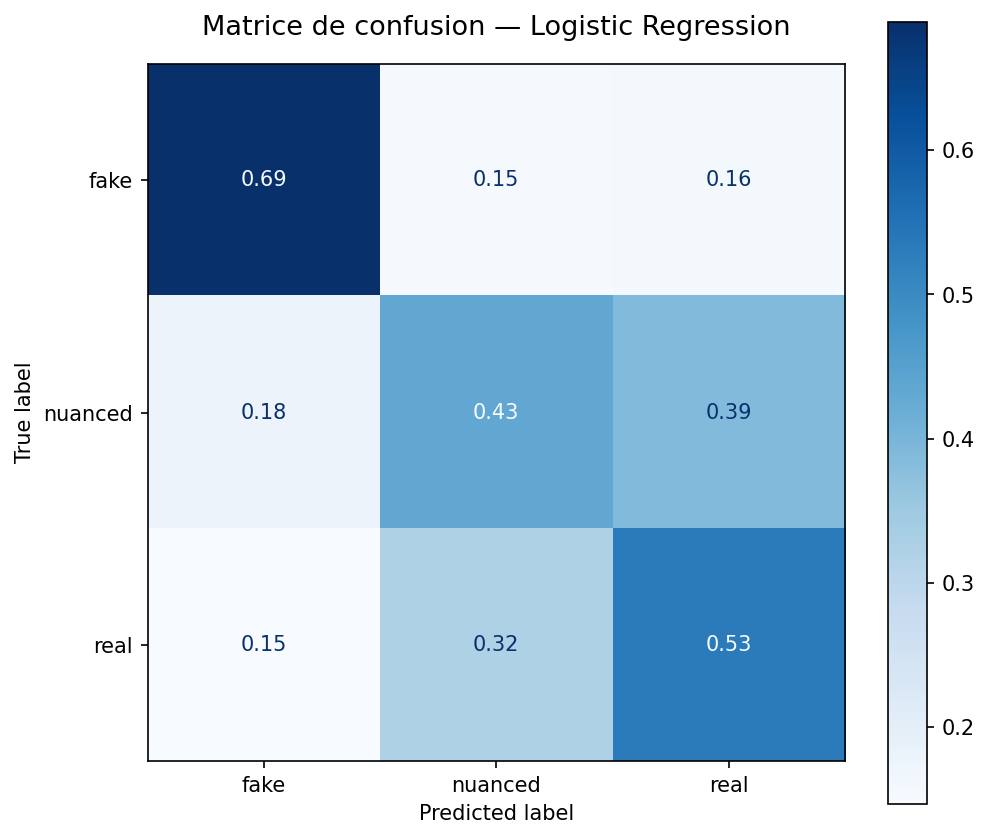 Matrice de confusion — Logistic Regression
fake
0.69
0.15
0.16
nuanced
0.18
0.43
0.39
real
0.15
0.32
0.53
fake
nuanced
real
Predicted label
True label
0.6
0.5
0.4
0.3
0.2